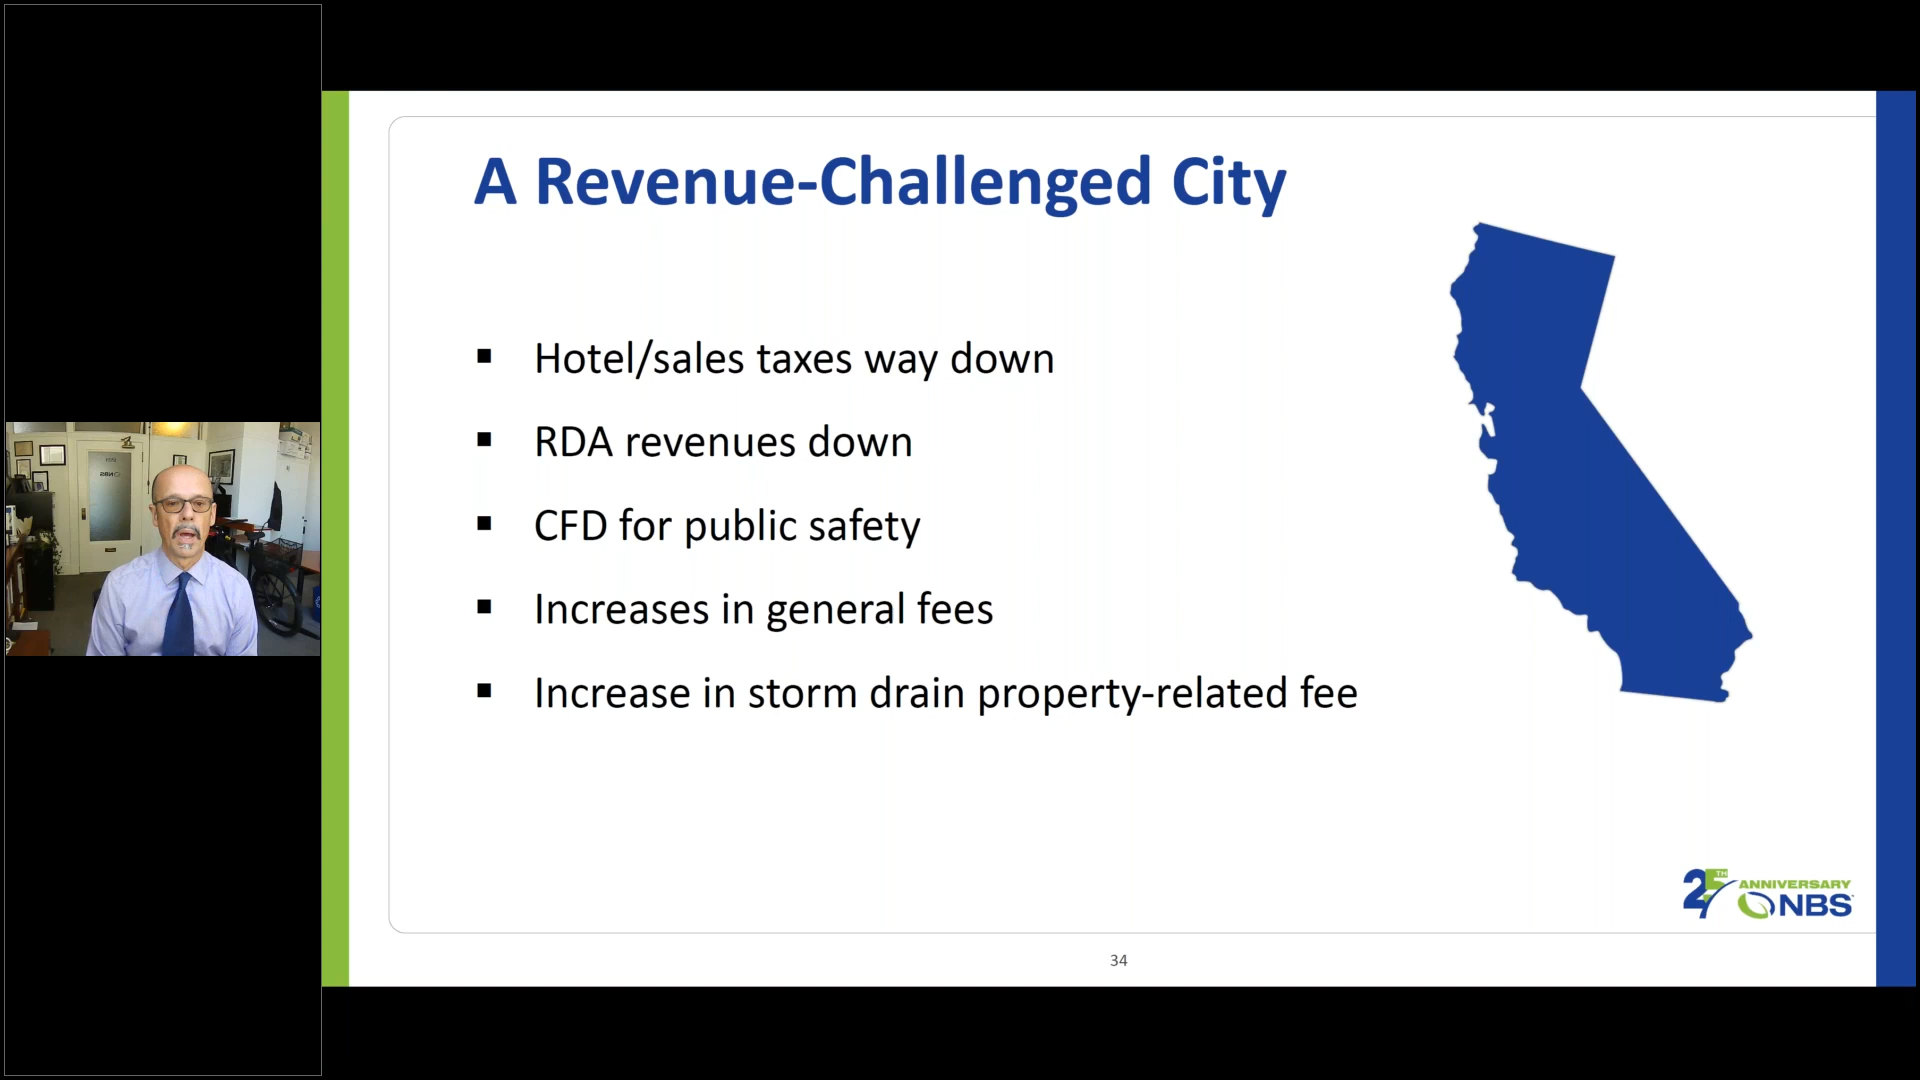 A Revenue-Challenged City
▪ Hotel/sales taxes way down
▪ RDA revenues down
▪ CFD for public safety
▪ Increases in general fees
▪ Increase in storm drain property-related fee
25TH ANNIVERSARY
NBS
34